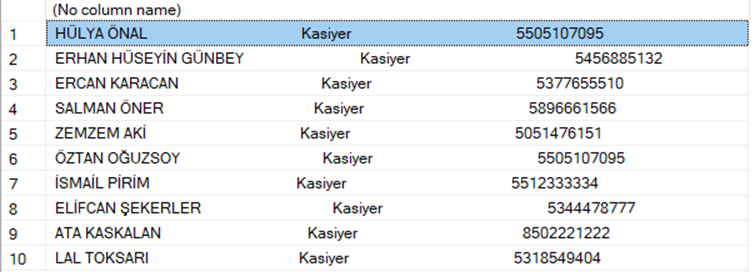 (No column name)
1 HÜLYA ÖNAL Kasiyer 5505107095
2 ERHAN HÜSEYİN GÜNBEY Kasiyer 5456885132
3 ERCAN KARACAN Kasiyer 5377655510
4 SALMAN ÖNER Kasiyer 5896661566
5 ZEMZEM AKİ Kasiyer 5051476151
6 ÖZTAN OĞUZSOY Kasiyer 5505107095
7 İSMAİL PİRİM Kasiyer 5512333334
8 ELİFCAN ŞEKERLER Kasiyer 5344478777
9 ATA KASKALAN Kasiyer 8502221222
10 LAL TOKSARI Kasiyer 5318549404